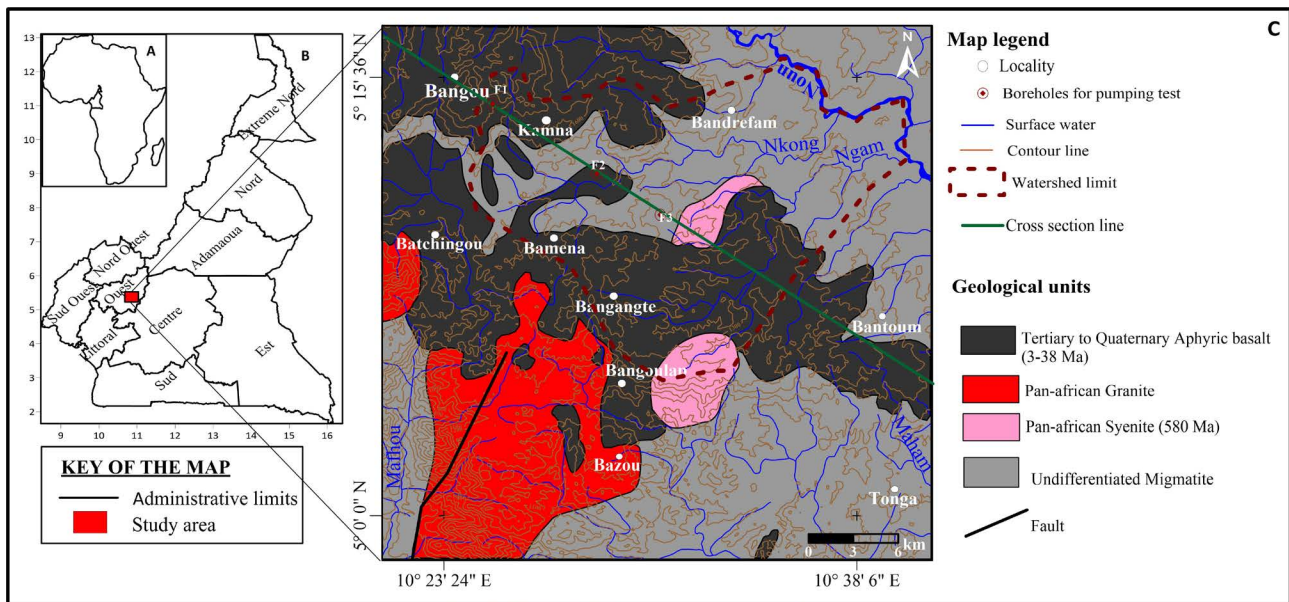 A
B
13
12
11
10
9
8
7
6
5
4
3
2
9
10
11
12
13
14
15
16
Extreme Nord
Nord
Adamaoua
Nord Ouest
Sud Ouest
Ouest
Littoral
Centre
Est
Sud
KEY OF THE MAP
Administrative limits
Study area
5° 15' 36" N
5° 0' 0" N
10° 23' 24" E
10° 38' 6" E
N
Bangou
F1
Kamna
Bandrefam
Noun
Nkong
Ngam
F2
F3
Batchingou
Bamena
Bangangte
Bantoum
Bangoulap
Bazou
Mafhou
Maham
Tonga
0 3 6 km
C
Map legend
Locality
Boreholes for pumping test
Surface water
Contour line
Watershed limit
Cross section line
Geological units
Tertiary to Quaternary Aphyric basalt
(3-38 Ma)
Pan-african Granite
Pan-african Syenite (580 Ma)
Undifferentiated Migmatite
Fault